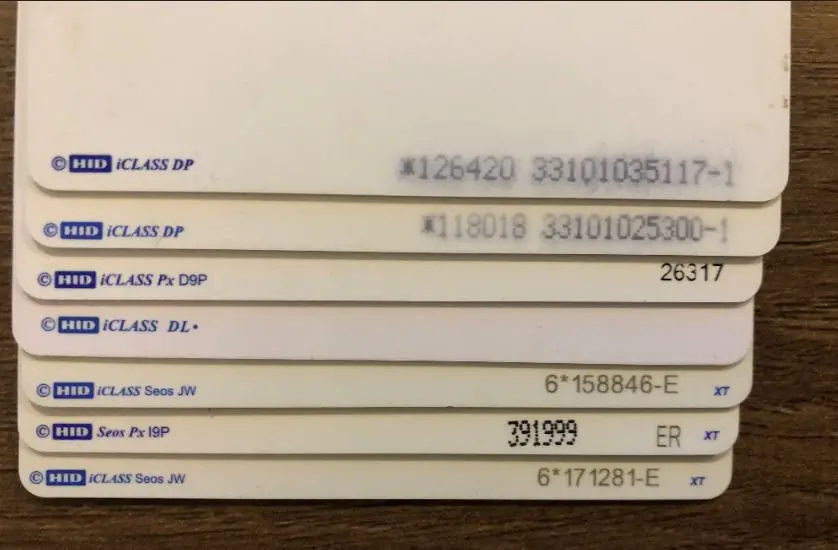 © HID iCLASS DP *126420 33101035117-1
© HID iCLASS DP *118018 33101025300-1
© HID iCLASS Px D9P 26317
© HID iCLASS DL•
© HID iCLASS Seos JW 6*158846-E XT
© HID Seos Px I9P 391999 ER XT
© HID iCLASS Seos JW 6*171281-E XT